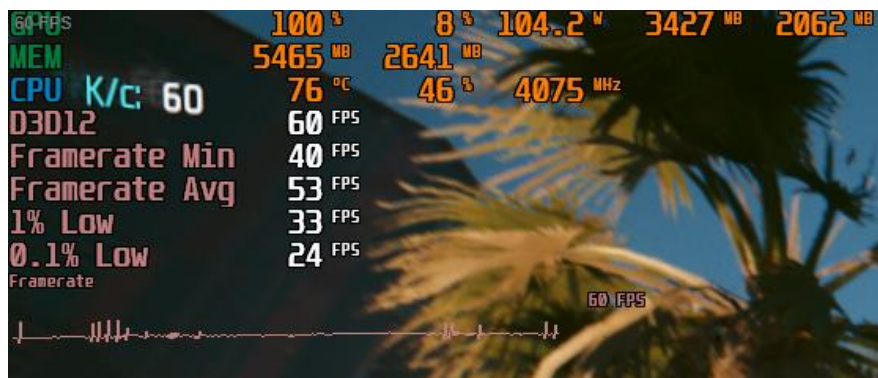 60 FPS
GPU 100 % 8 % 104.2 W 3427 MB 2062 MB
MEM 5465 MB 2641 MB
CPU 76 °C 46 % 4075 MHz
К/с: 60
D3D12 60 FPS
Framerate Min 40 FPS
Framerate Avg 53 FPS
1% Low 33 FPS
0.1% Low 24 FPS
Framerate
60 FPS